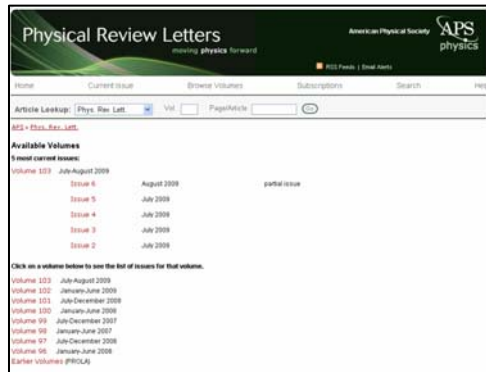 Physical Review Letters
moving physics forward
American Physical Society
APS
physics
RSS Feeds | Email Alerts
Home Current Issue Browse Volumes Subscriptions Search Help
Article Lookup: Phys. Rev. Lett. Vol. Page/Article Go
APS » Phys. Rev. Lett.
Available Volumes
5 most current issues:
Volume 103 July-August 2009
Issue 6 August 2009 partial issue
Issue 5 July 2009
Issue 4 July 2009
Issue 3 July 2009
Issue 2 July 2009
Click on a volume below to see the list of issues for that volume.
Volume 103 July-August 2009
Volume 102 January-June 2009
Volume 101 July-December 2008
Volume 100 January-June 2008
Volume 99 July-December 2007
Volume 98 January-June 2007
Volume 97 July-December 2006
Volume 96 January-June 2006
Earlier Volumes (PROLA)